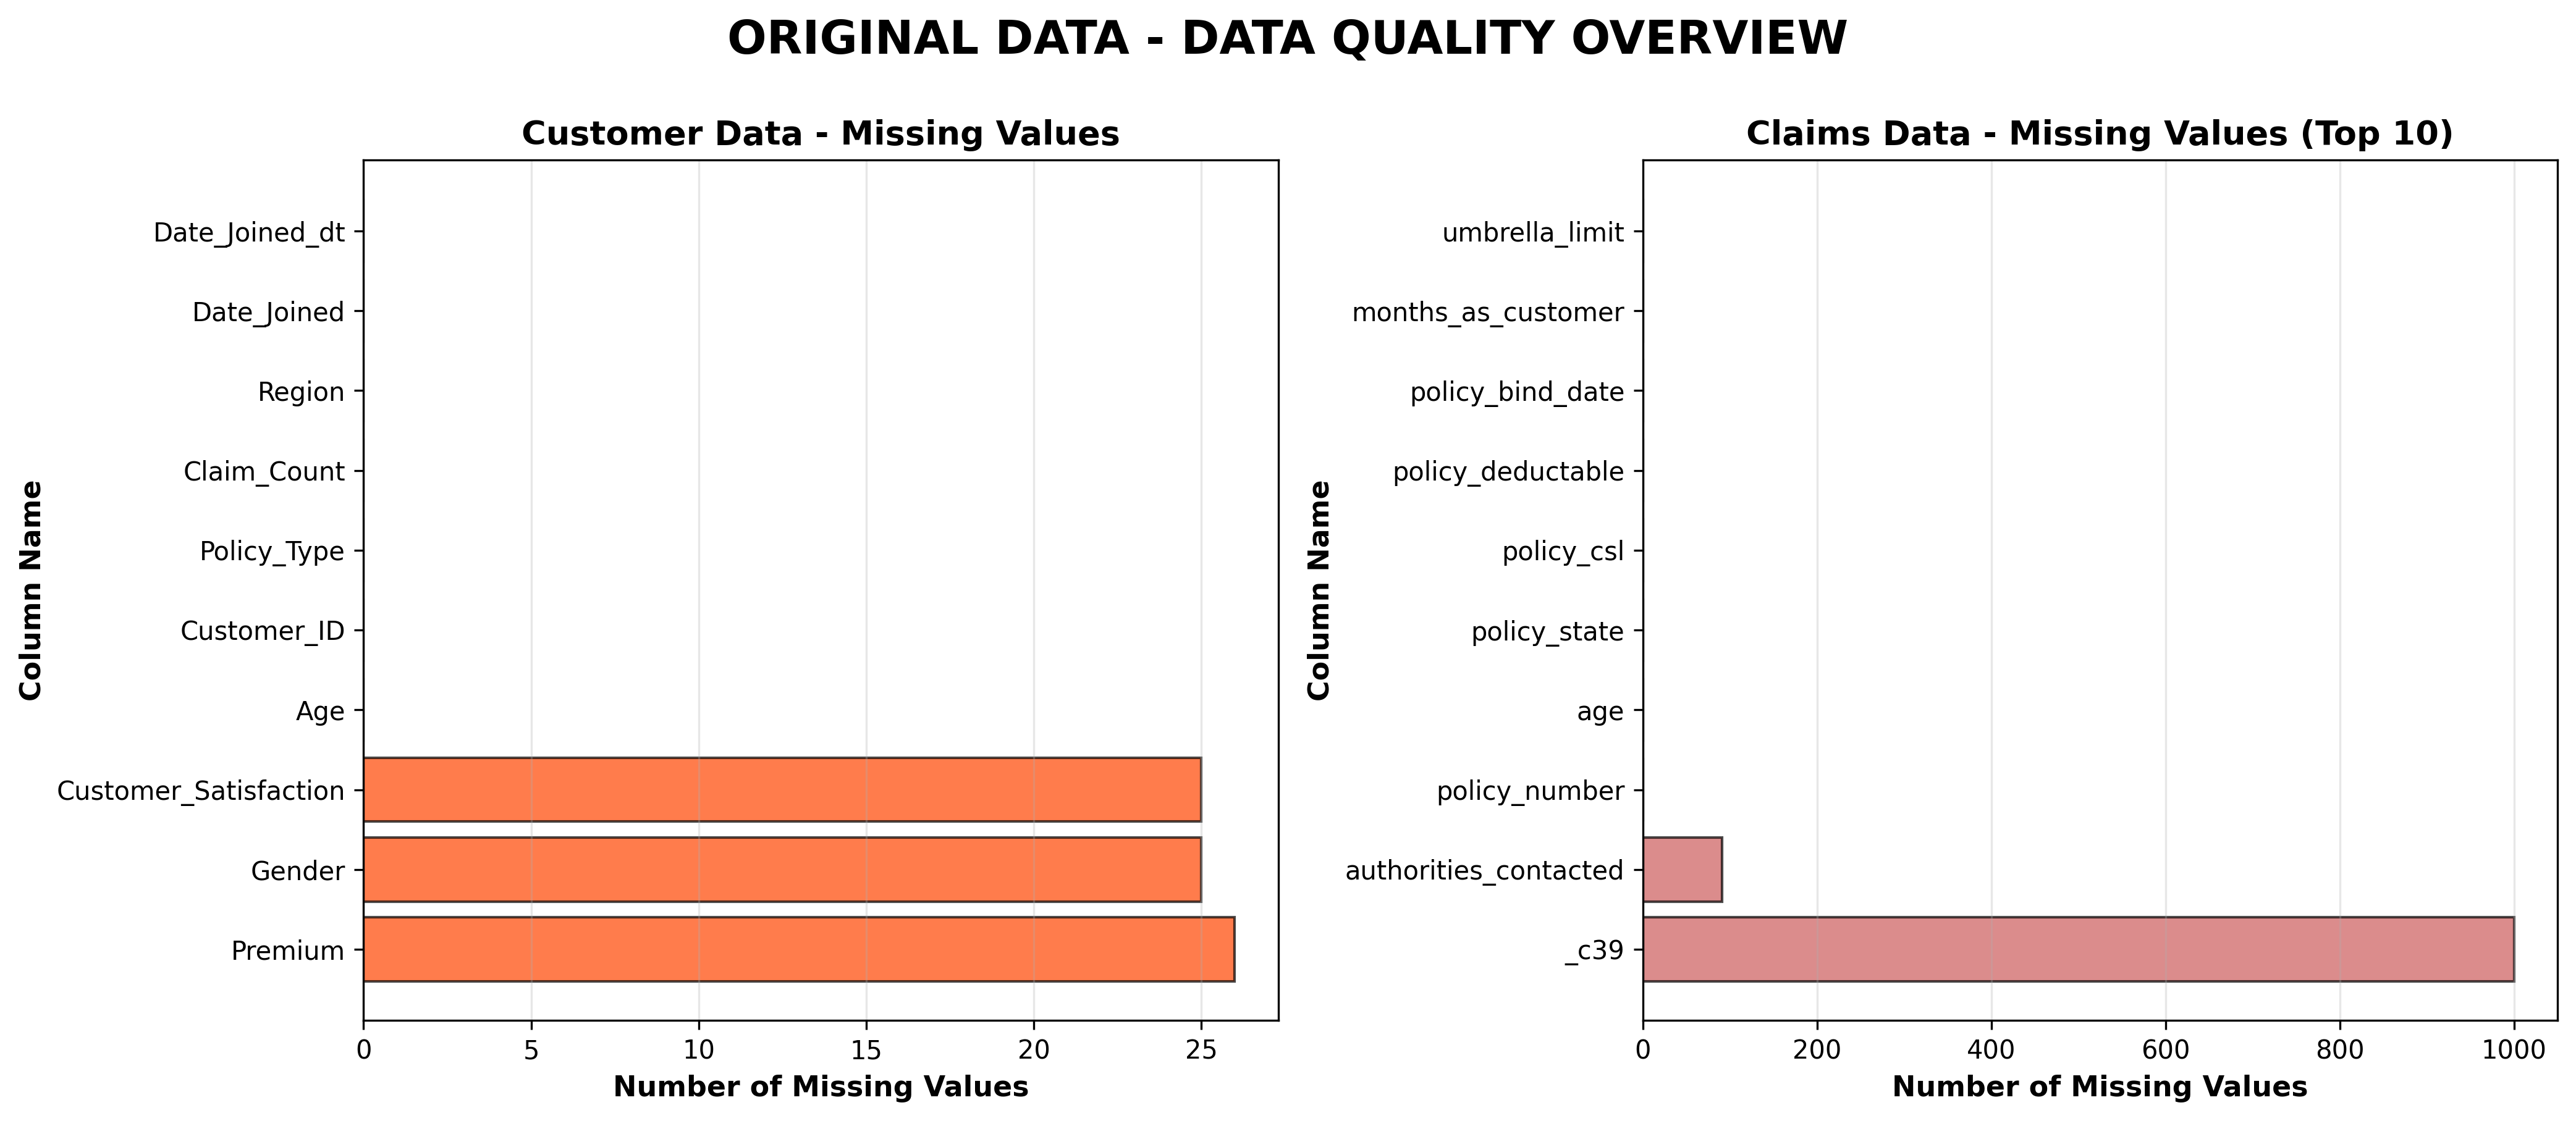 ORIGINAL DATA - DATA QUALITY OVERVIEW
Customer Data - Missing Values
Column Name
Date_Joined_dt
Date_Joined
Region
Claim_Count
Policy_Type
Customer_ID
Age
Customer_Satisfaction
Gender
Premium
0 5 10 15 20 25
Number of Missing Values
Claims Data - Missing Values (Top 10)
Column Name
umbrella_limit
months_as_customer
policy_bind_date
policy_deductable
policy_csl
policy_state
age
policy_number
authorities_contacted
_c39
0 200 400 600 800 1000
Number of Missing Values